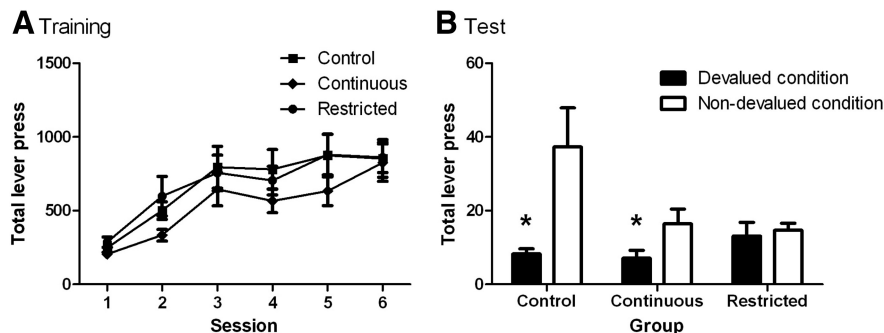 A Training
Total lever press
1500
1000
500
0
Control
Continuous
Restricted
1 2 3 4 5 6
Session
B Test
Total lever press
60
40
20
0
Devalued condition
Non-devalued condition
* *
Control Continuous Restricted
Group